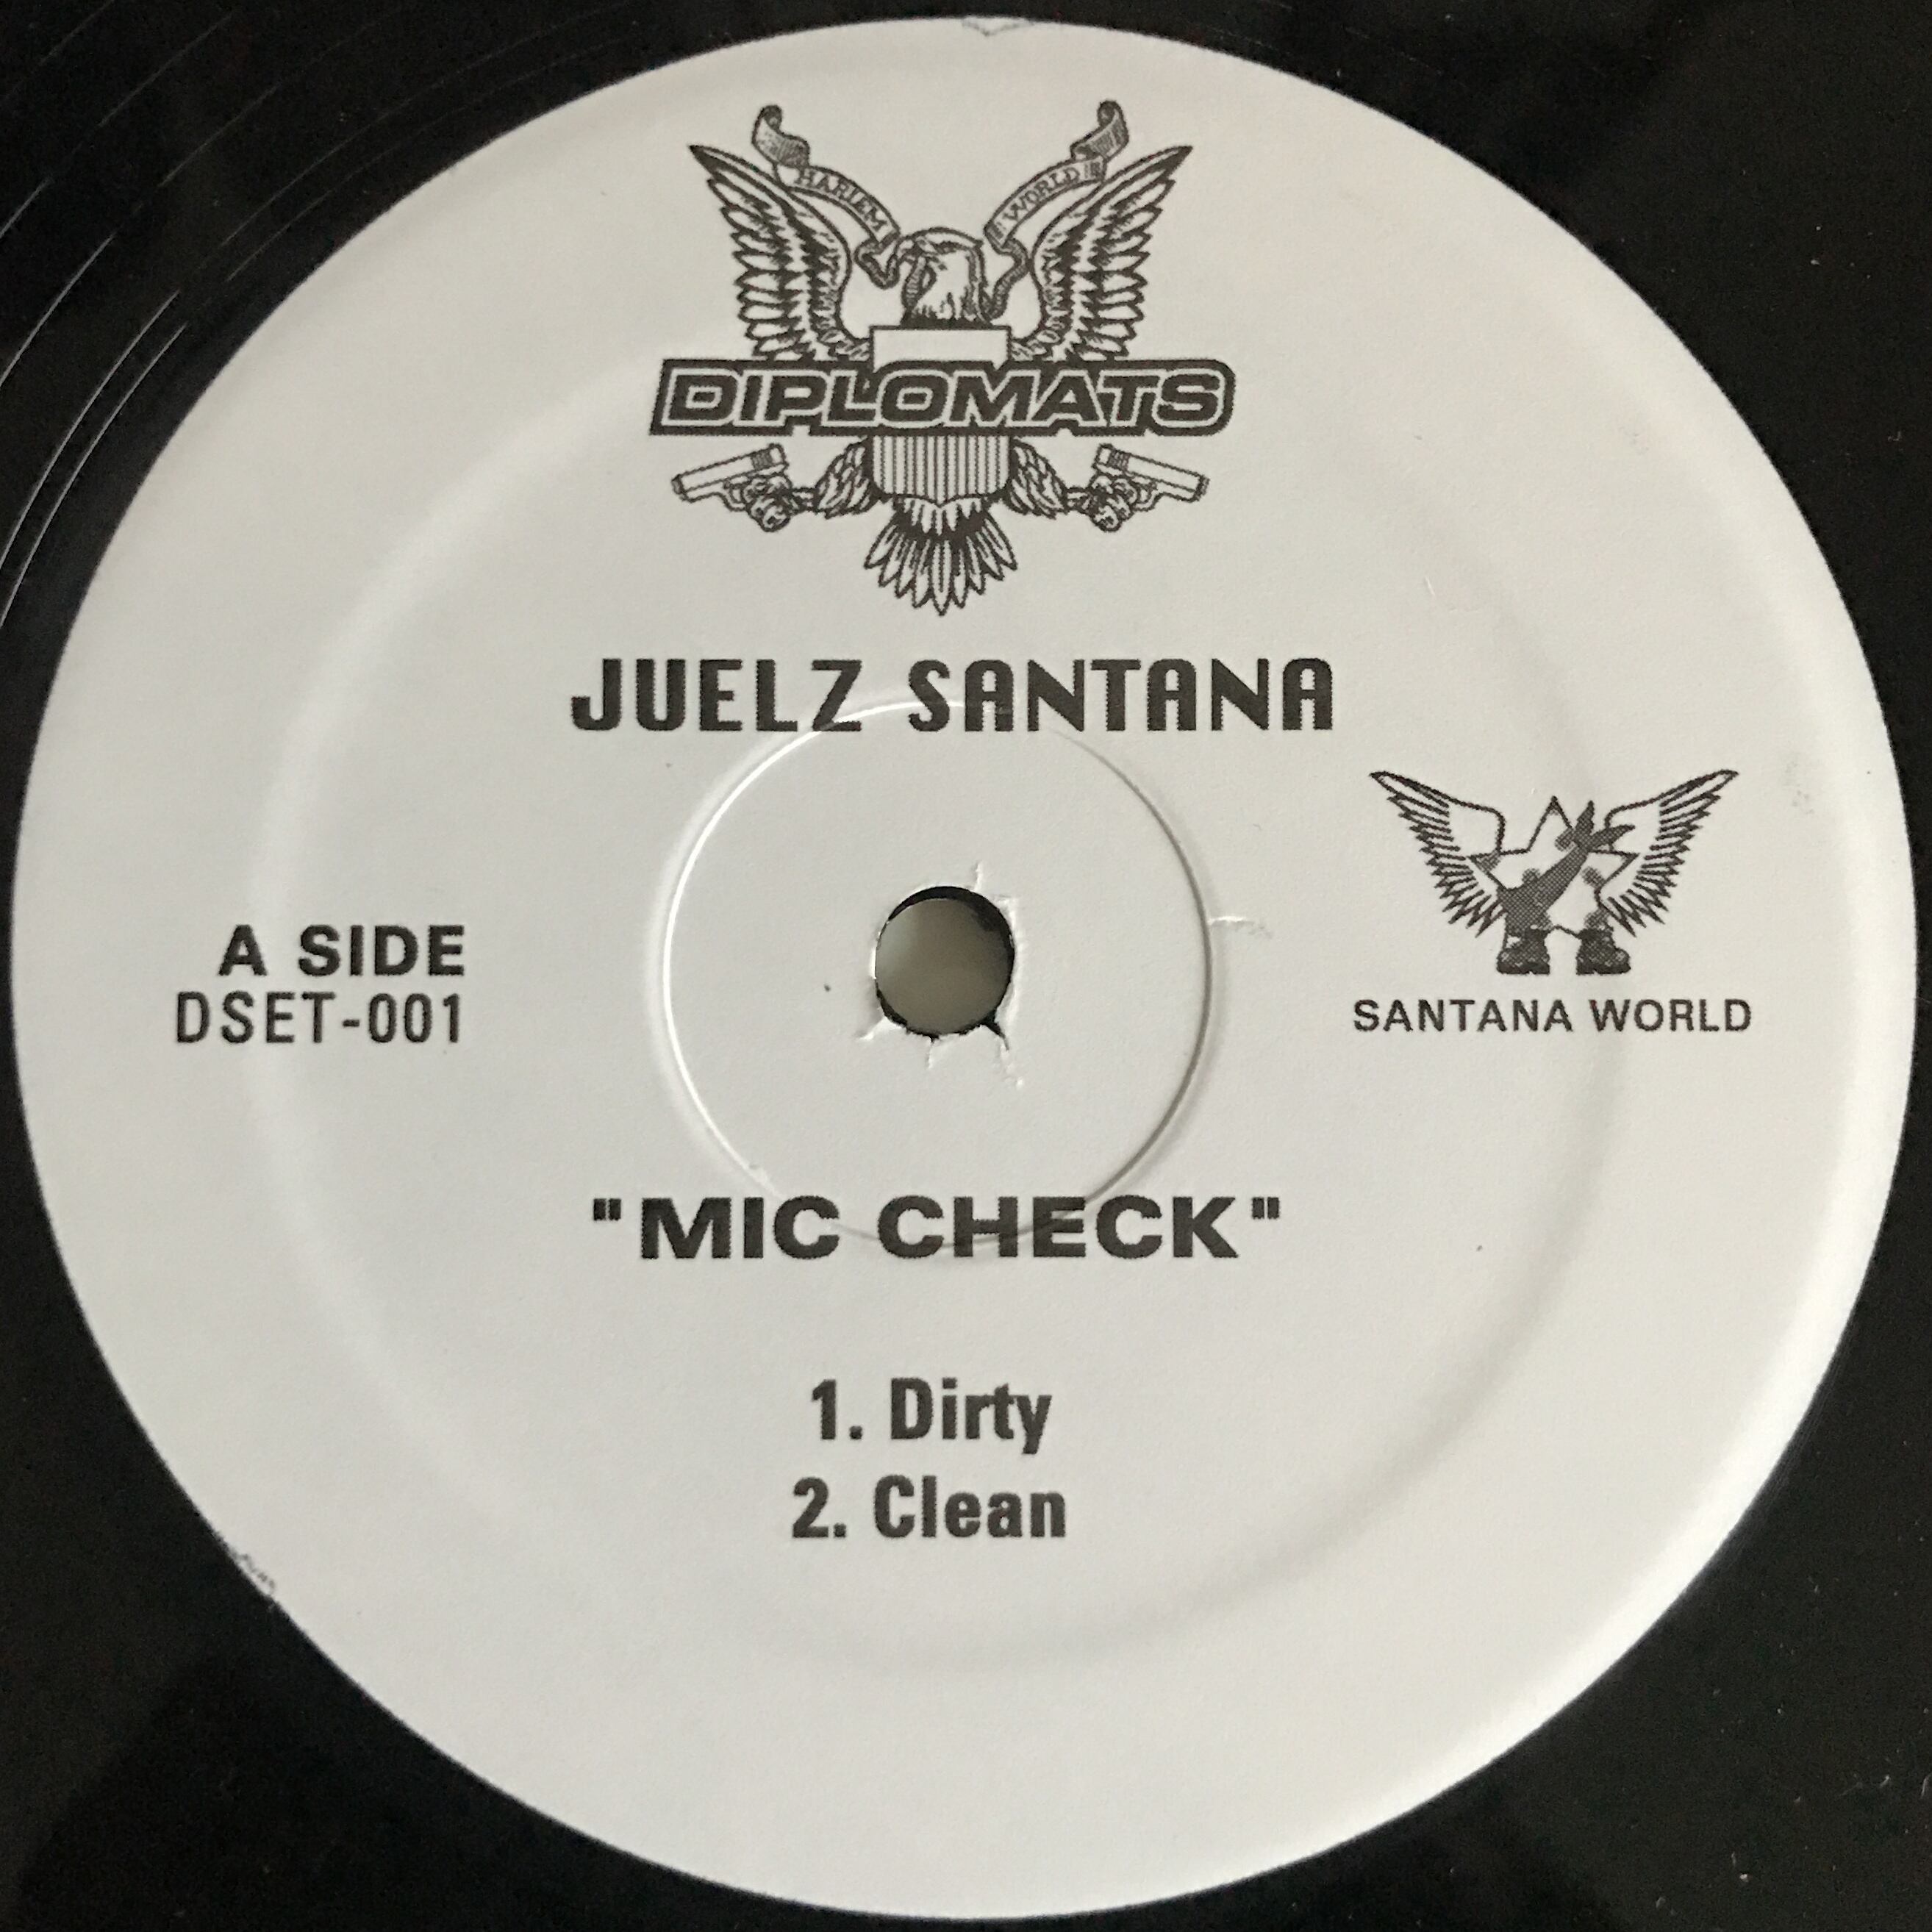 HARLEM WORLD
DIPLOMATS
JUELZ SANTANA
A SIDE
DSET-001
SANTANA WORLD
"MIC CHECK"
1. Dirty
2. Clean